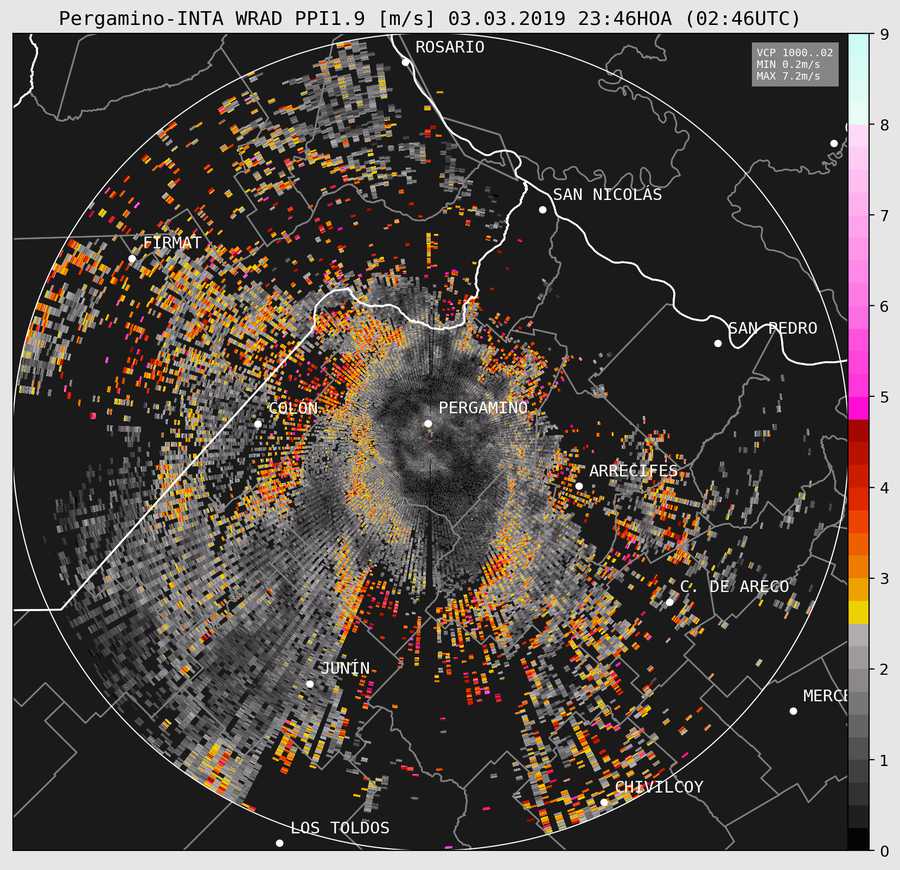 Pergamino-INTA WRAD PPI1.9 [m/s] 03.03.2019 23:46HOA (02:46UTC)
VCP 1000..02
MIN 0.2m/s
MAX 7.2m/s
ROSARIO
SAN NICOLÁS
FIRMAT
SAN PEDRO
COLÓN
PERGAMINO
ARRECIFES
C. DE ARECO
JUNÍN
MERCE
CHIVILCOY
LOS TOLDOS
9
8
7
6
5
4
3
2
1
0